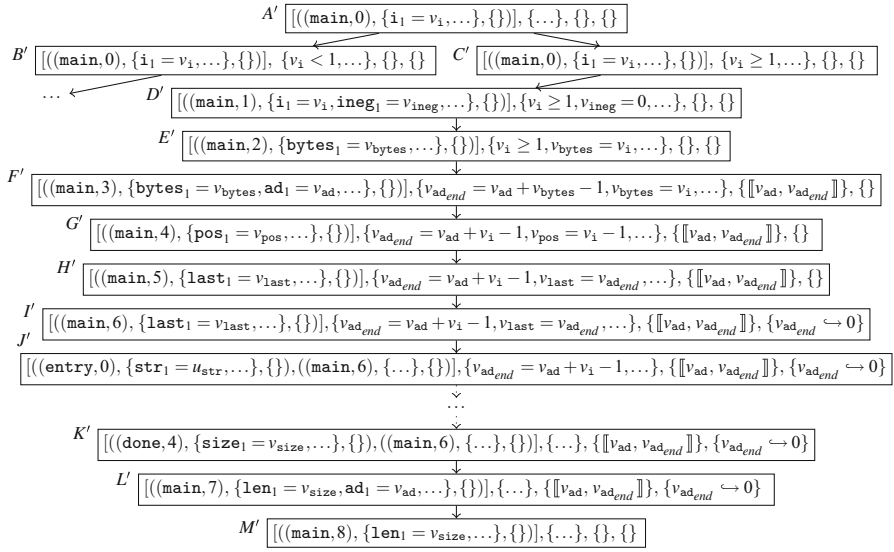 A′ [((main,0), {i₁ = vᵢ,…}, {})], {…}, {}, {}
B′ [((main,0), {i₁ = vᵢ,…}, {})], {vᵢ < 1,…}, {}, {}
C′ [((main,0), {i₁ = vᵢ,…}, {})], {vᵢ ≥ 1,…}, {}, {}
…
D′ [((main,1), {i₁ = vᵢ, ineg₁ = v_ineg,…}, {})], {vᵢ ≥ 1, v_ineg = 0,…}, {}, {}
E′ [((main,2), {bytes₁ = v_bytes,…}, {})], {vᵢ ≥ 1, v_bytes = vᵢ,…}, {}, {}
F′ [((main,3), {bytes₁ = v_bytes, ad₁ = v_ad,…}, {})], {v_ad_end = v_ad + v_bytes − 1, v_bytes = vᵢ,…}, {⟦v_ad, v_ad_end⟧}, {}
G′ [((main,4), {pos₁ = v_pos,…}, {})], {v_ad_end = v_ad + vᵢ − 1, v_pos = vᵢ − 1,…}, {⟦v_ad, v_ad_end⟧}, {}
H′ [((main,5), {last₁ = v_last,…}, {})], {v_ad_end = v_ad + vᵢ − 1, v_last = v_ad_end,…}, {⟦v_ad, v_ad_end⟧}, {}
I′ [((main,6), {last₁ = v_last,…}, {})], {v_ad_end = v_ad + vᵢ − 1, v_last = v_ad_end,…}, {⟦v_ad, v_ad_end⟧}, {v_ad_end ↪ 0}
J′ [((entry,0), {str₁ = u_str,…}, {}), ((main,6), {…}, {})], {v_ad_end = v_ad + vᵢ − 1,…}, {⟦v_ad, v_ad_end⟧}, {v_ad_end ↪ 0}
…
K′ [((done,4), {size₁ = v_size,…}, {}), ((main,6), {…}, {})], {…}, {⟦v_ad, v_ad_end⟧}, {v_ad_end ↪ 0}
L′ [((main,7), {len₁ = v_size, ad₁ = v_ad,…}, {})], {…}, {⟦v_ad, v_ad_end⟧}, {v_ad_end ↪ 0}
M′ [((main,8), {len₁ = v_size,…}, {})], {…}, {}, {}